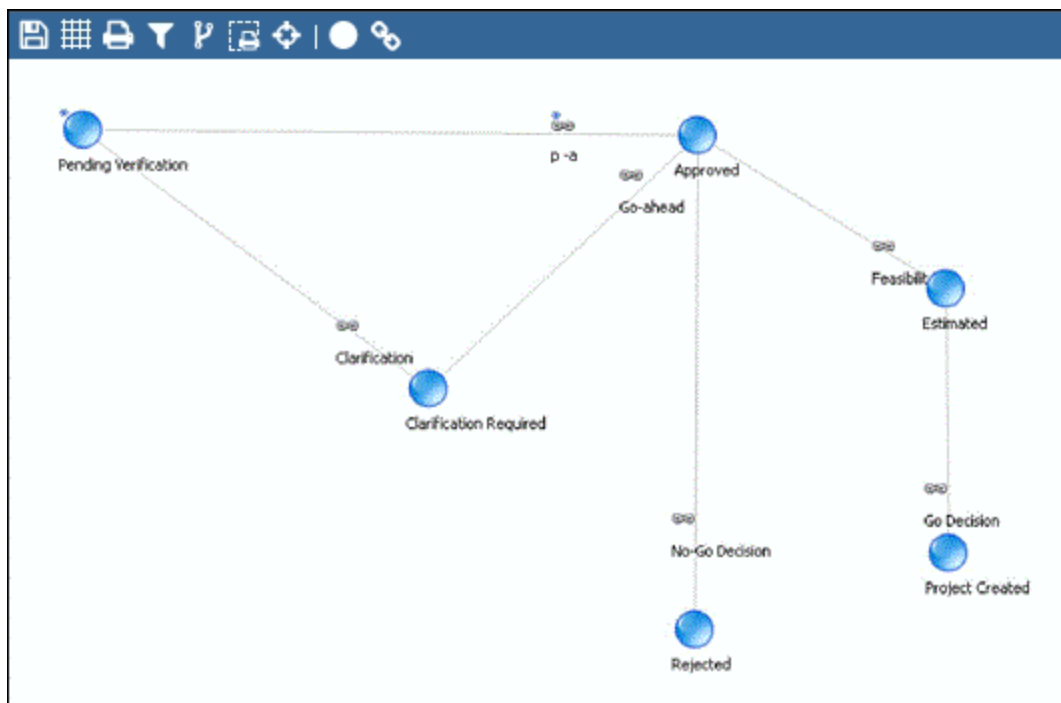 Pending Verification
p -a
Approved
Go-ahead
Feasibilit
Estimated
Clarification
Clarification Required
Go Decision
No-Go Decision
Project Created
Rejected